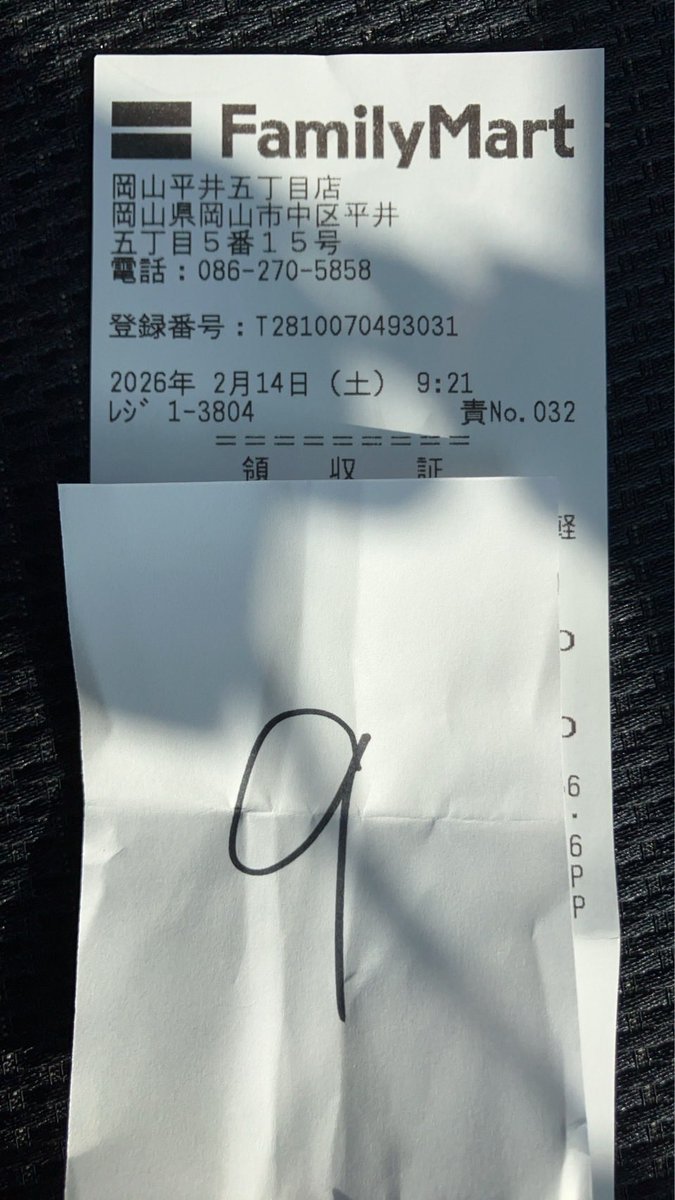 FamilyMart
岡山平井五丁目店
岡山県岡山市中区平井
五丁目5番15号
電話：086-270-5858
登録番号：T2810070493031
2026年 2月14日（土） 9:21
ﾚｼﾞ 1-3804 責No.032
=========
領 収 証
軽
6
.6
P
P
9